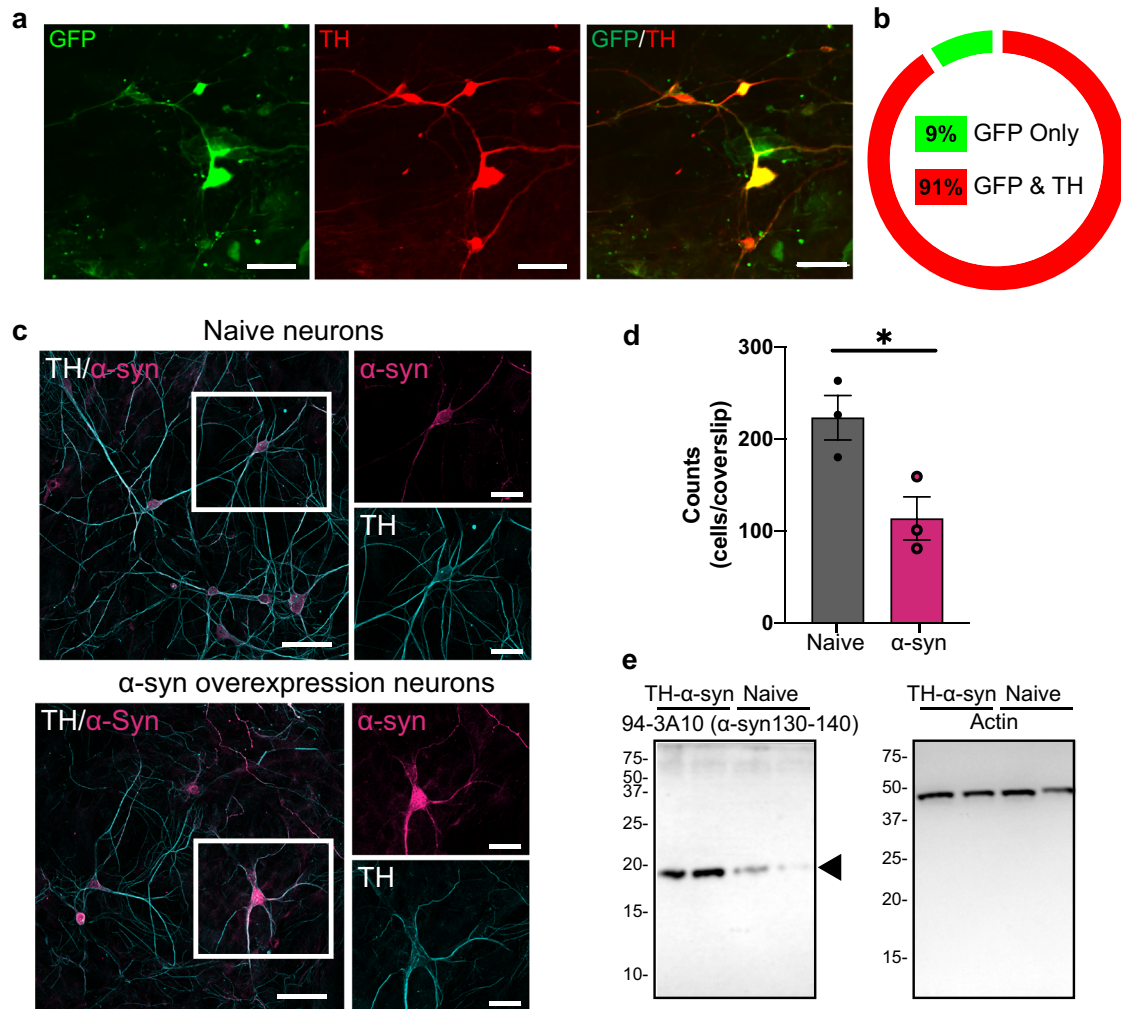 a
GFP
TH
GFP/TH
b
9% GFP Only
91% GFP & TH
c
Naive neurons
TH/α-syn
α-syn
TH
α-syn overexpression neurons
TH/α-Syn
α-syn
TH
d
*
Counts
(cells/coverslip)
300
200
100
0
Naive
α-syn
e
TH-α-syn Naive
94-3A10 (α-syn130-140)
75-
50-
37-
25-
20-
15-
10-
TH-α-syn Naive
Actin
75-
50-
37-
25-
20-
15-